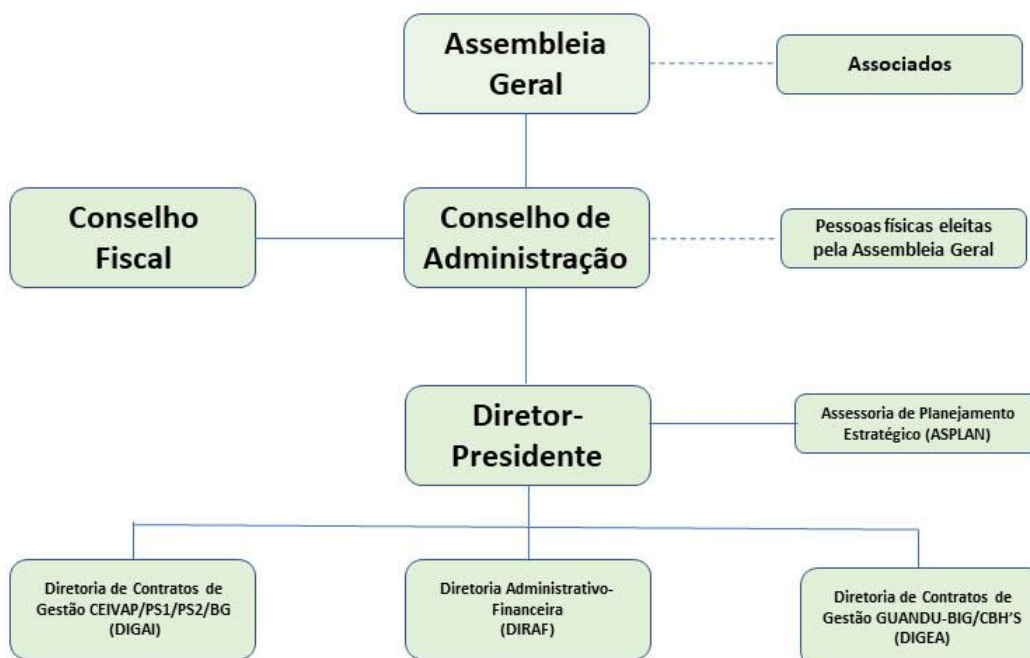 Assembleia
Geral
Associados
Conselho
Fiscal
Conselho de
Administração
Pessoas físicas eleitas
pela Assembleia Geral
Diretor-
Presidente
Assessoria de Planejamento
Estratégico (ASPLAN)
Diretoria de Contratos de
Gestão CEIVAP/PS1/PS2/BG
(DIGAI)
Diretoria Administrativo-
Financeira
(DIRAF)
Diretoria de Contratos de
Gestão GUANDU-BIG/CBH'S
(DIGEA)